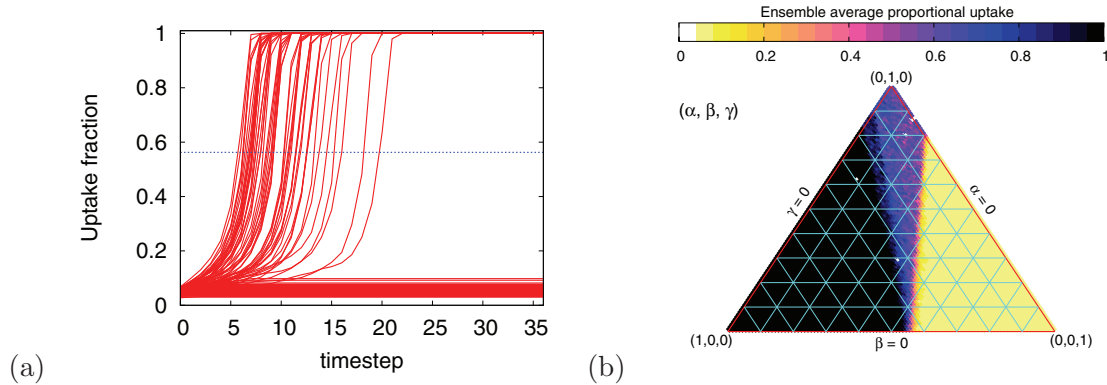 1
0.8
0.6
0.4
0.2
0
Uptake fraction
0 5 10 15 20 25 30 35
timestep
(a)
Ensemble average proportional uptake
0 0.2 0.4 0.6 0.8 1
(0,1,0)
(α, β, γ)
γ = 0
α = 0
(1,0,0)
β = 0
(0,0,1)
(b)